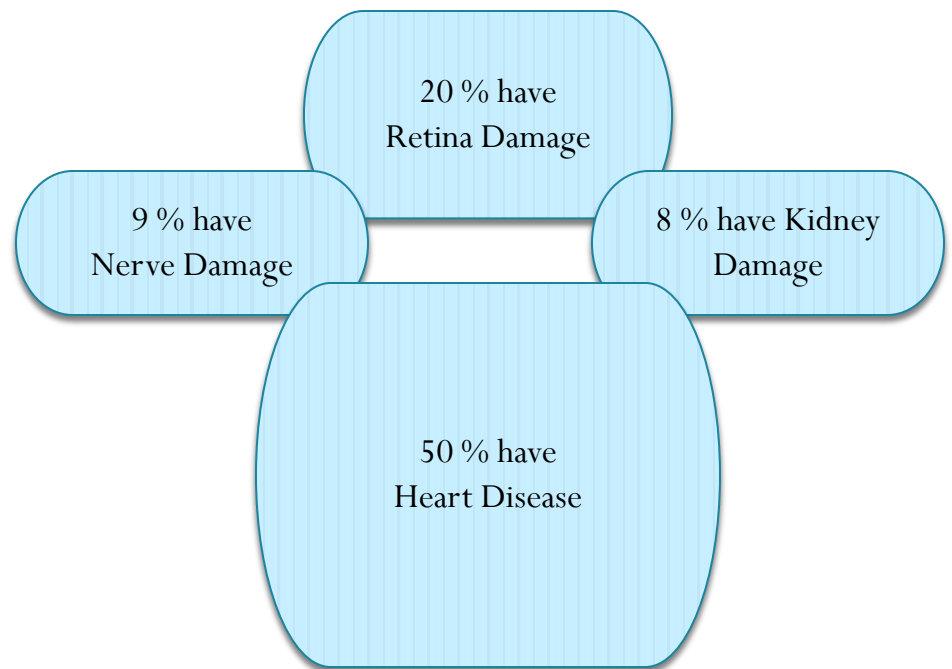 20 % have
Retina Damage
9 % have
Nerve Damage
8 % have Kidney
Damage
50 % have
Heart Disease